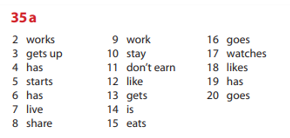 35 a
2 works
3 gets up
4 has
5 starts
6 has
7 live
8 share
9 work
10 stay
11 don't earn
12 like
13 gets
14 is
15 eats
16 goes
17 watches
18 likes
19 has
20 goes